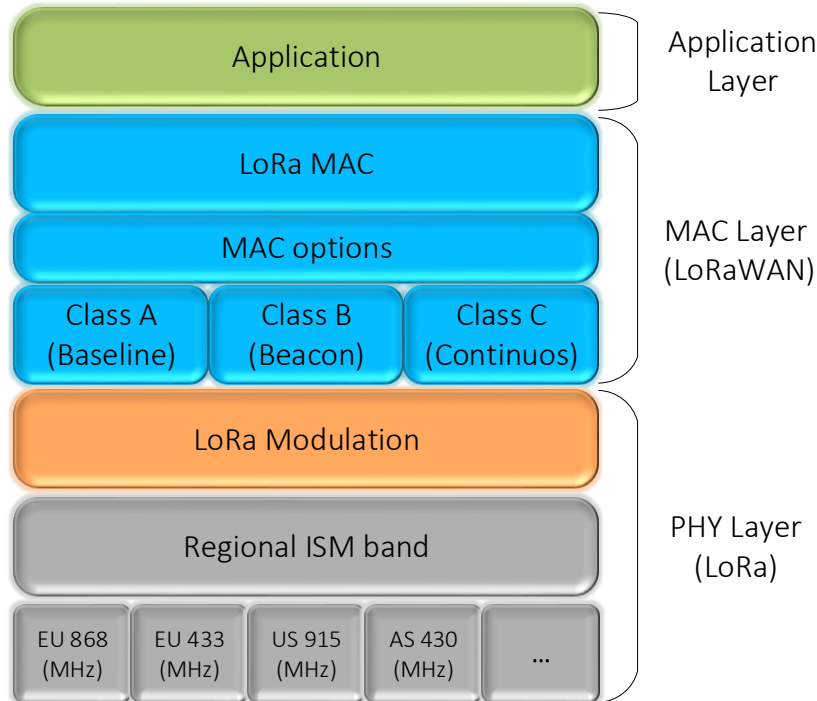 Application
Application
Layer
LoRa MAC
MAC options
MAC Layer
(LoRaWAN)
Class A
(Baseline)
Class B
(Beacon)
Class C
(Continuos)
LoRa Modulation
Regional ISM band
PHY Layer
(LoRa)
EU 868
(MHz)
EU 433
(MHz)
US 915
(MHz)
AS 430
(MHz)
...